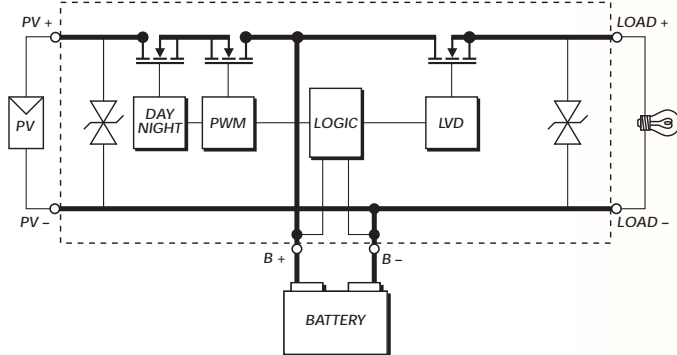 PV +
LOAD +
PV
DAY
NIGHT
PWM
LOGIC
LVD
PV –
LOAD –
B +
B –
BATTERY